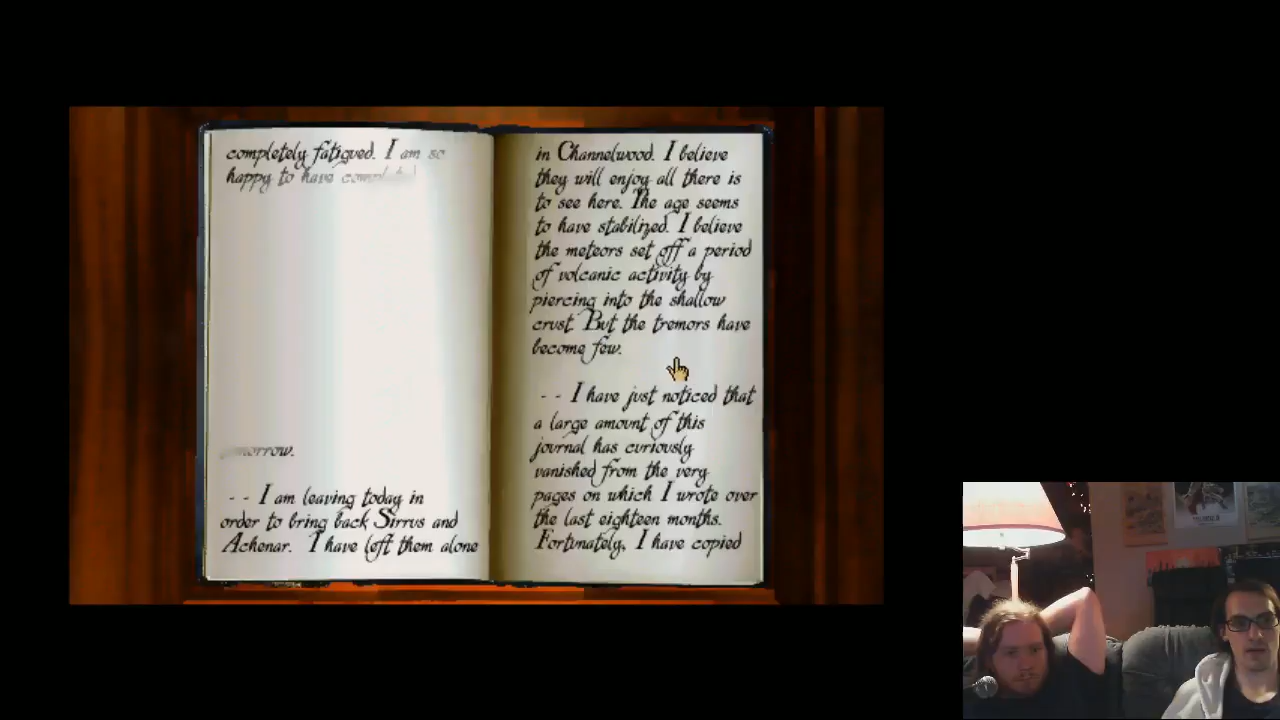 completely fatigued. I am so
happy to have
tomorrow.
- - I am leaving today in
order to bring back Sirrus and
Achenar. I have left them alone
in Channelwood. I believe
they will enjoy all there is
to see here. The age seems
to have stabilized. I believe
the meteors set off a period
of volcanic activity by
piercing into the shallow
crust. But the tremors have
become few.
- - I have just noticed that
a large amount of this
journal has curiously
vanished from the very
pages on which I wrote over
the last eighteen months.
Fortunately, I have copied